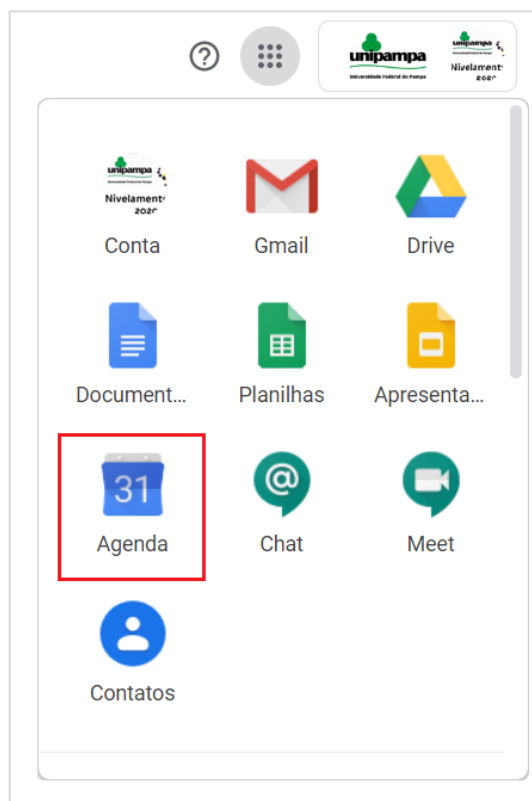 ?
unipampa
Universidade Federal do Pampa
unipampa
Nivelament
unipampa
Nivelament
Conta
Gmail
Drive
Document...
Planilhas
Apresenta...
31
Agenda
@
Chat
Meet
Contatos